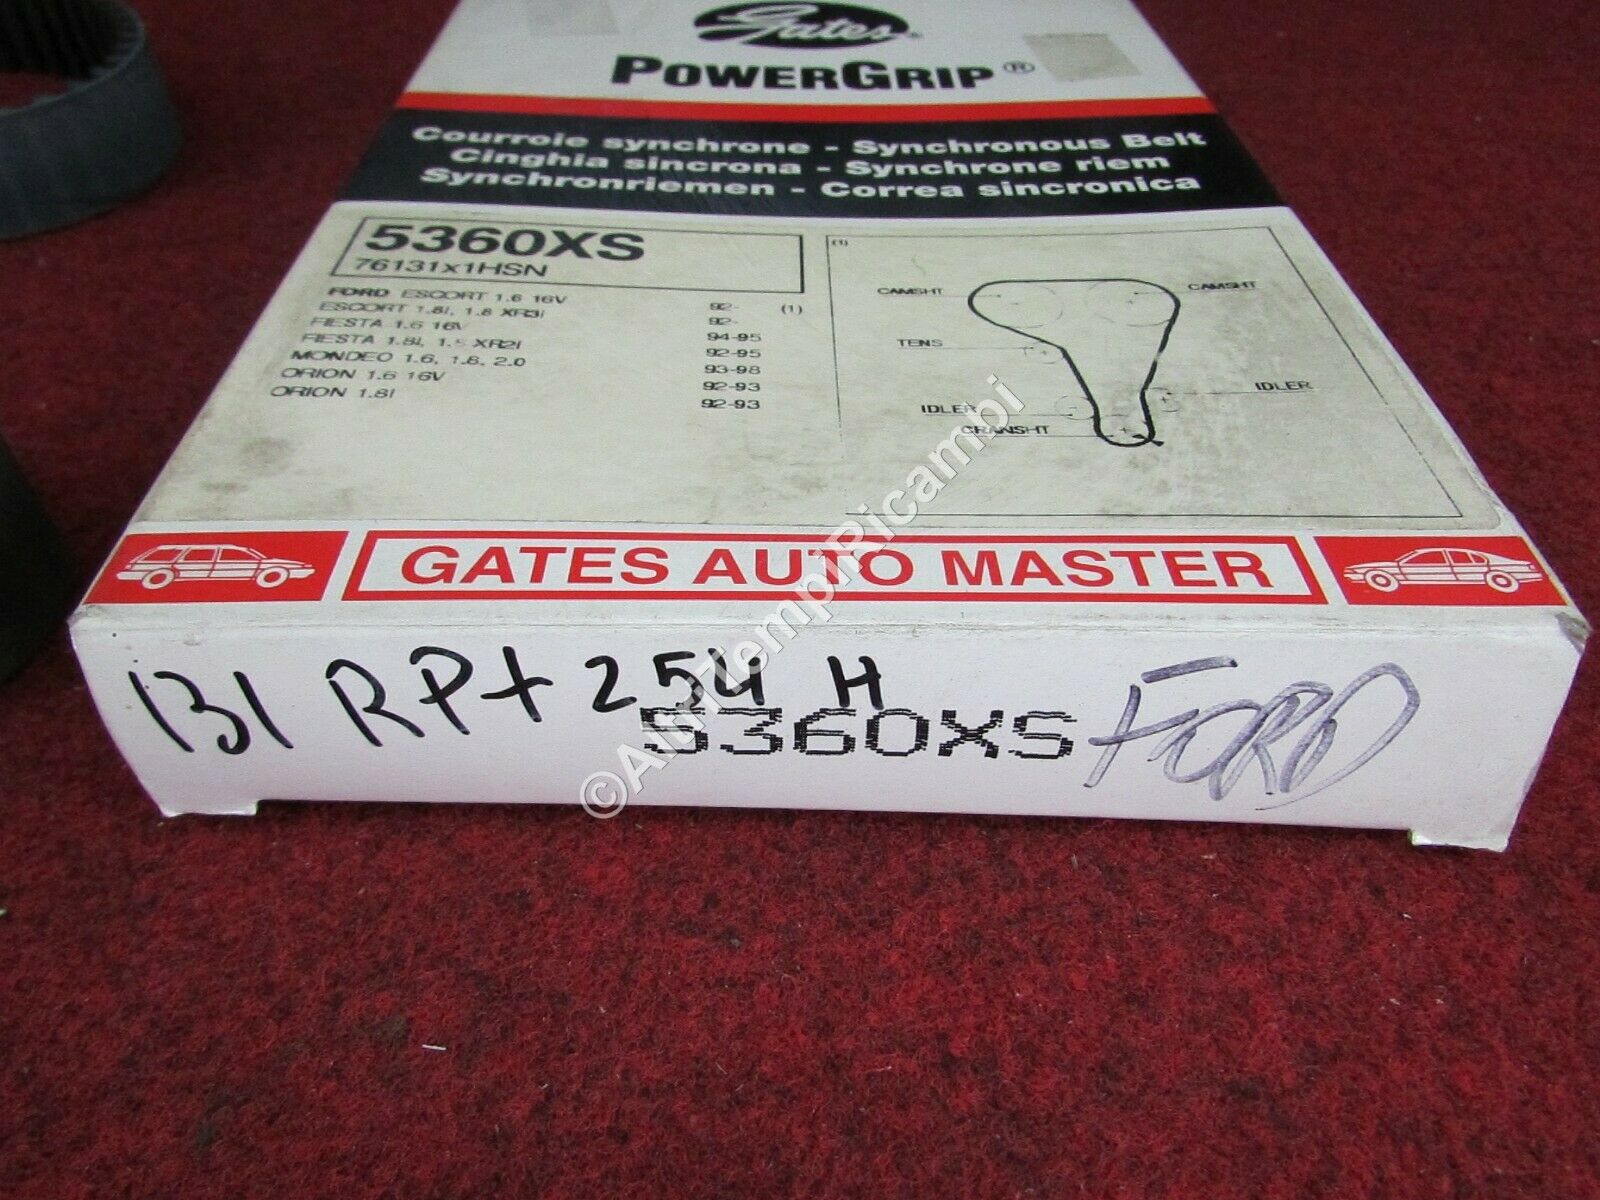 Gates
POWERGRIP®
Courroie synchrone - Synchronous Belt
Cinghia sincrona - Synchrone riem
Synchronriemen - Correa sincronica
5360XS
76131x1HSN
FORD ESCORT 1.6 16V 92- (1)
ESCORT 1.8i, 1.8 XR3i 92-
FIESTA 1.6 16V 94-95
FIESTA 1.8i, XR2i 92-95
MONDEO 1.6, 1.8, 2.0 93-98
ORION 1.6 16V 92-93
ORION 1.8i 92-93
(1)
CAMSHT CAMSHT
TENS
IDLER
IDLER
CRANSHT
GATES AUTO MASTER
131 RP+254 H
5360XS
FORD
©AltriTempiRicambi